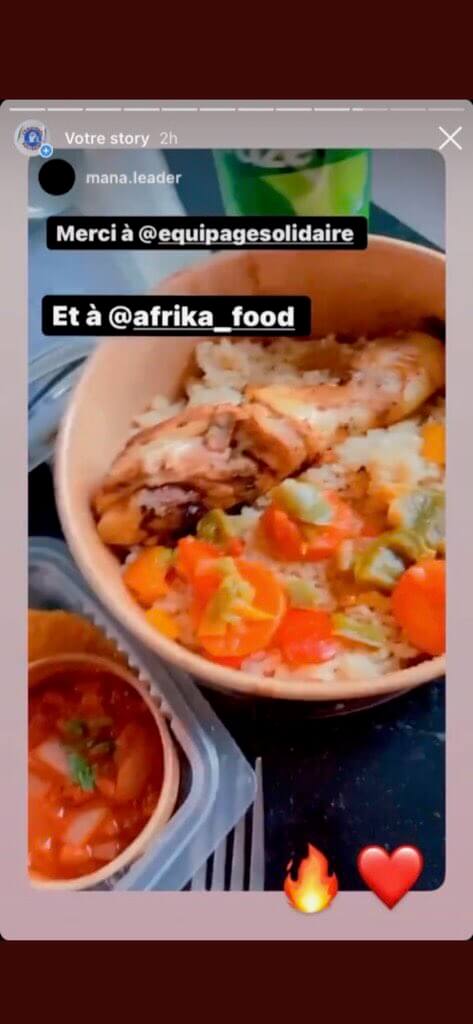 Votre story 2h
mana.leader
Merci à @equipagesolidaire
Et à @afrika_food